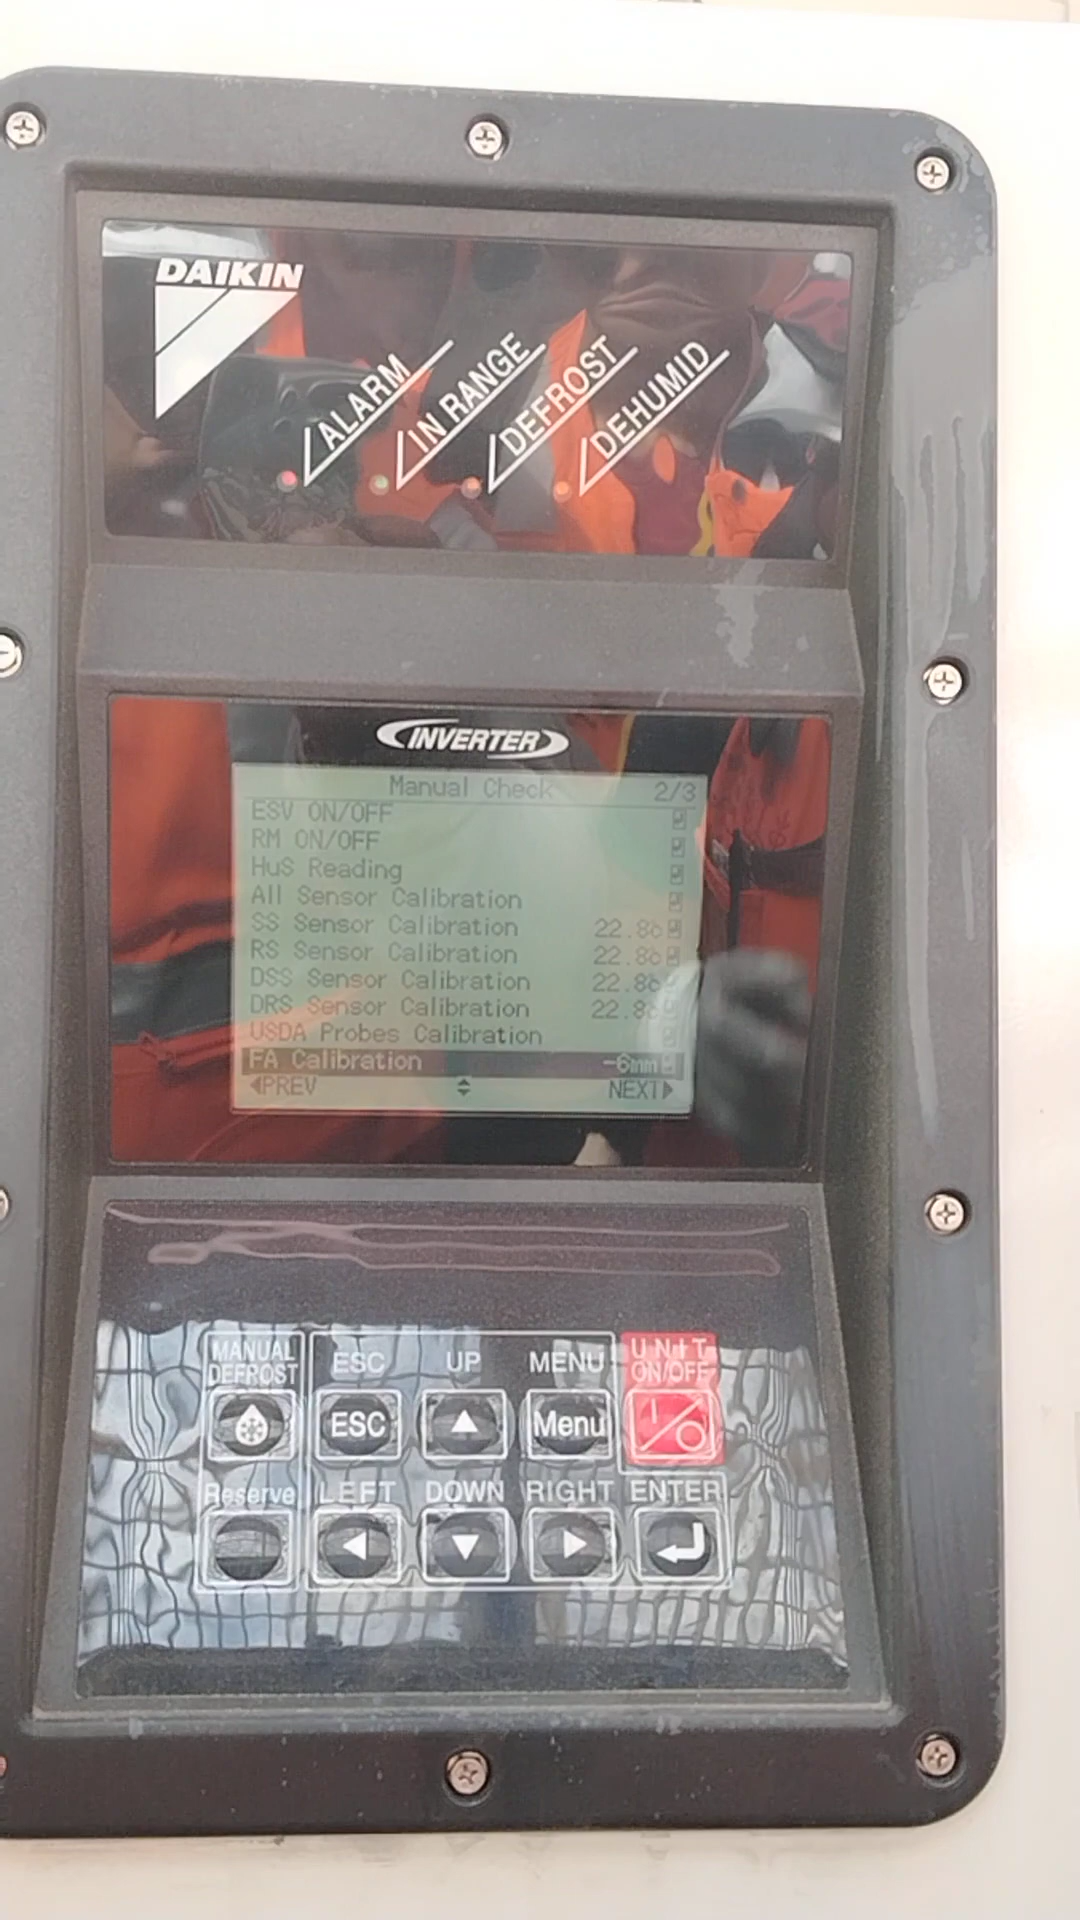 DAIKIN
ALARM
IN RANGE
DEFROST
DEHUMID
INVERTER
Manual Check 2/3
ESV ON/OFF
RM ON/OFF
HuS Reading
All Sensor Calibration
SS Sensor Calibration 22.8c
RS Sensor Calibration 22.8c
DSS Sensor Calibration 22.8c
DRS Sensor Calibration 22.8c
USDA Probes Calibration
FA Calibration -6mm
◀PREV NEXT▶
MANUAL DEFROST ESC UP MENU UNIT ON/OFF
ESC Menu I/O
Reserve LEFT DOWN RIGHT ENTER